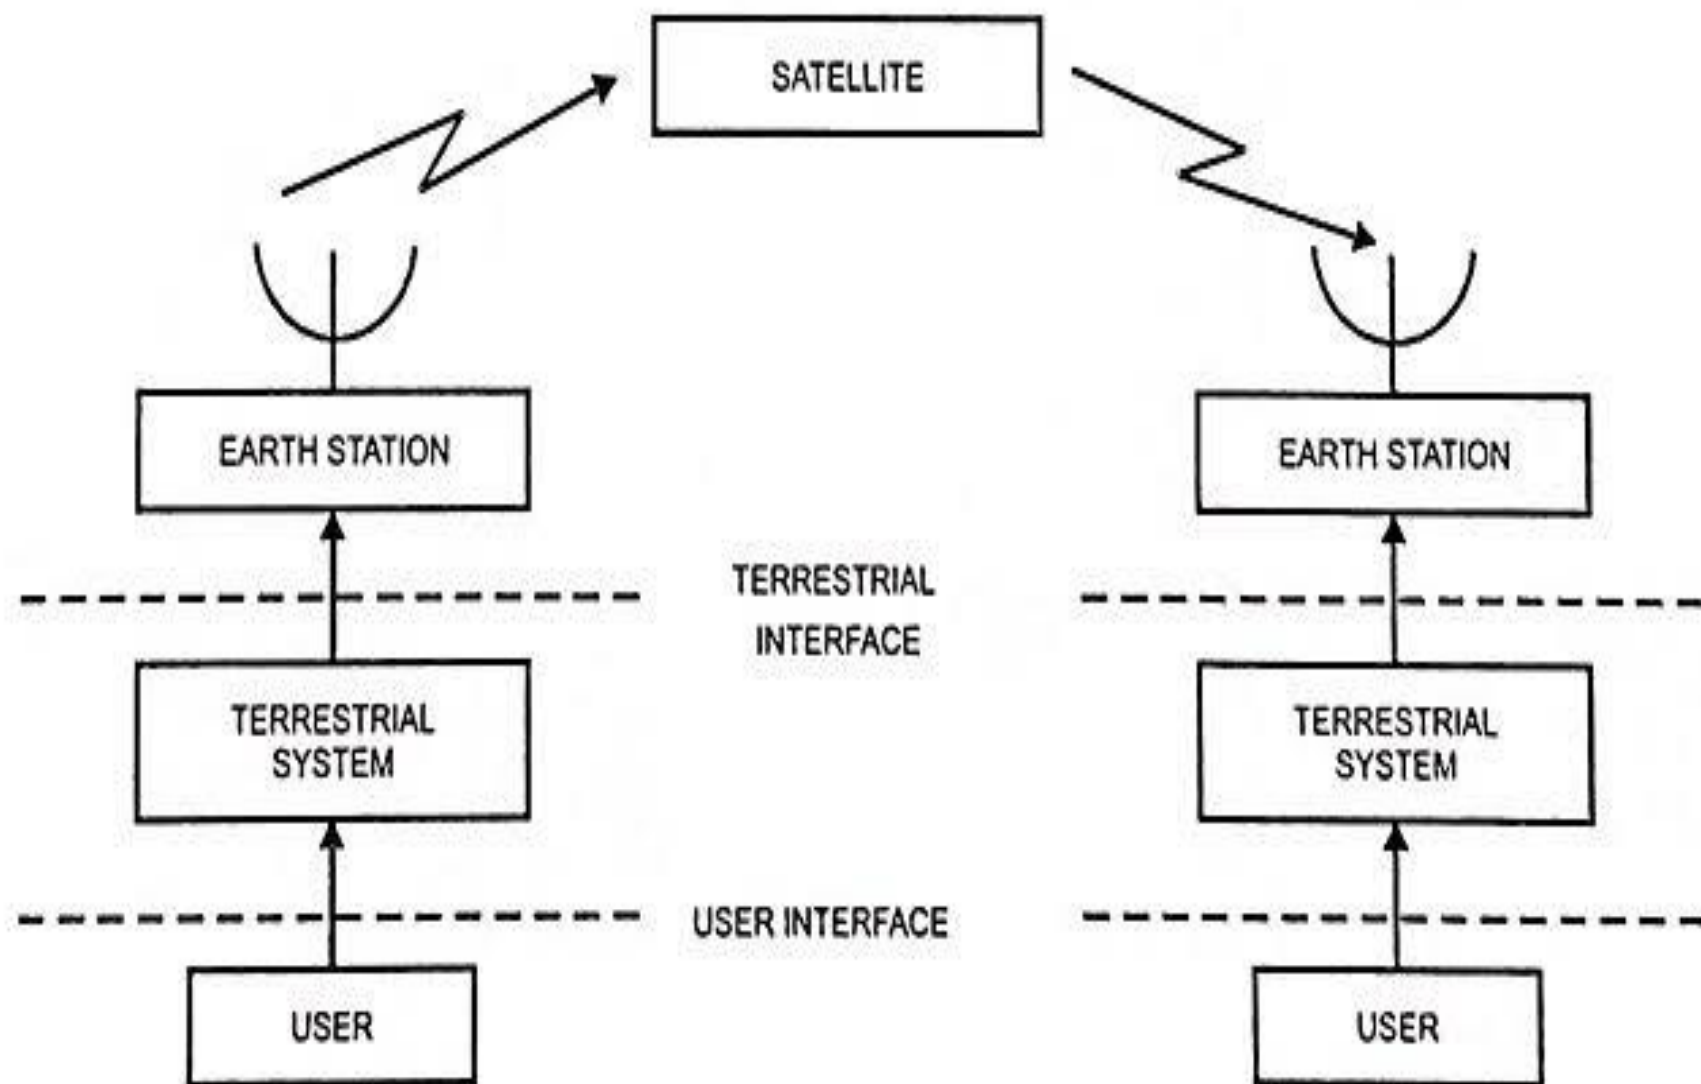 SATELLITE
EARTH STATION
EARTH STATION
TERRESTRIAL
INTERFACE
TERRESTRIAL
SYSTEM
TERRESTRIAL
SYSTEM
USER INTERFACE
USER
USER